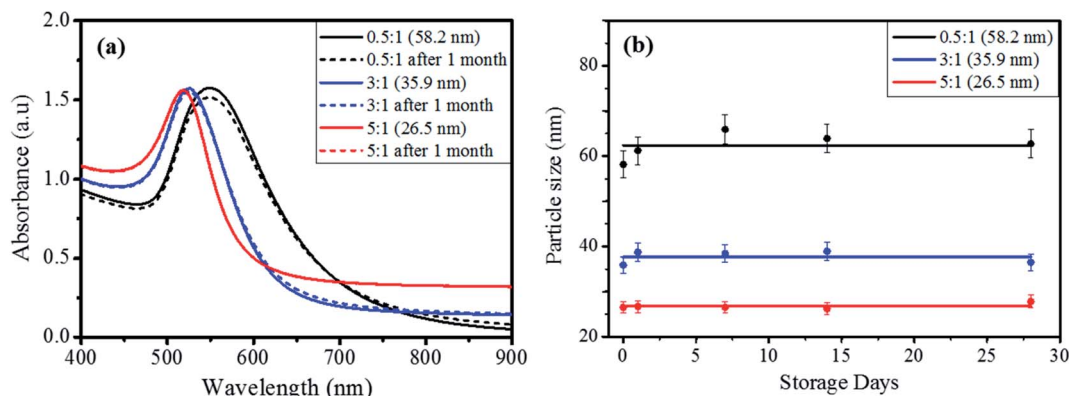 (a)
0.5:1 (58.2 nm)
0.5:1 after 1 month
3:1 (35.9 nm)
3:1 after 1 month
5:1 (26.5 nm)
5:1 after 1 month
Absorbance (a.u)
2.0
1.5
1.0
0.5
0.0
400 500 600 700 800 900
Wavelength (nm)
(b)
0.5:1 (58.2 nm)
3:1 (35.9 nm)
5:1 (26.5 nm)
Particle size (nm)
80
60
40
20
0 5 10 15 20 25 30
Storage Days